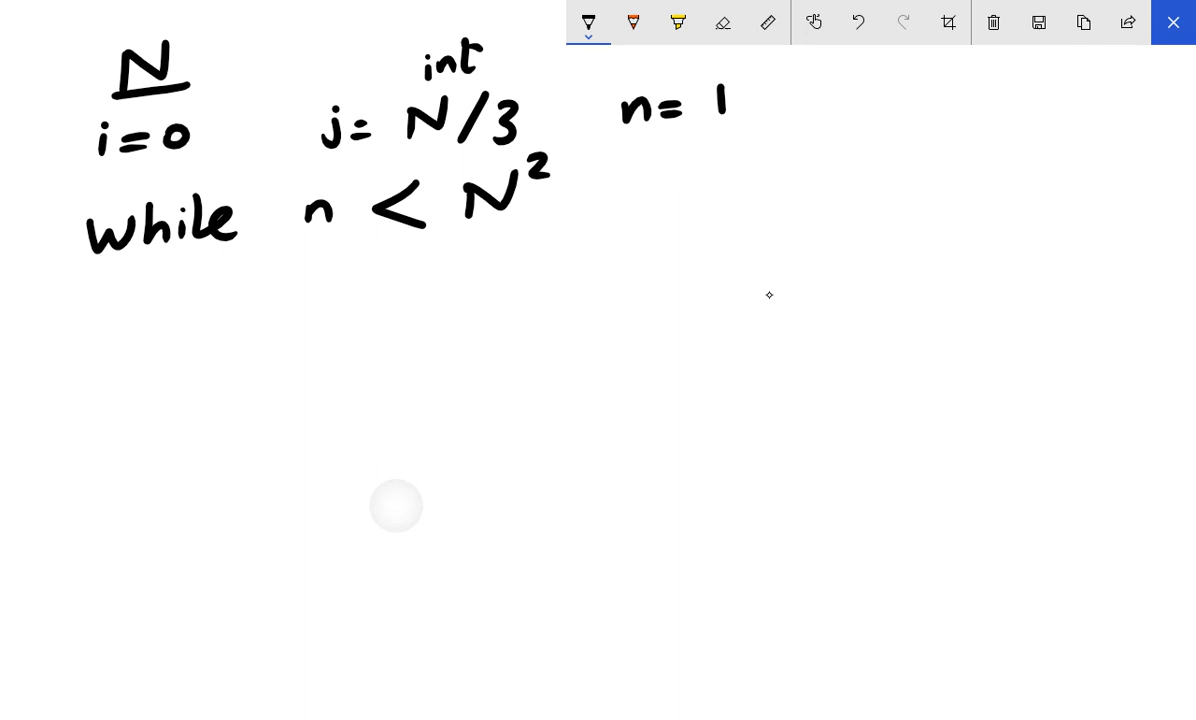 N
i=0 j= int N/3 n= 1
while n < N²